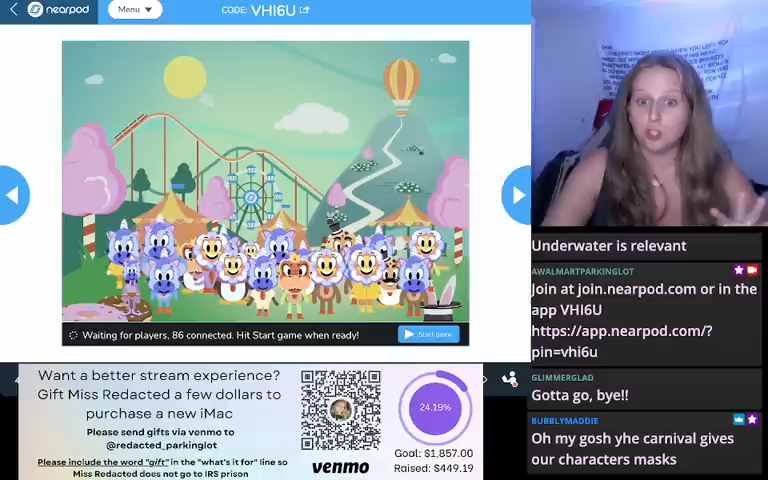 nearpod
Menu
CODE: VHI6U
Waiting for players, 86 connected. Hit Start game when ready!
Start game
Underwater is relevant
AWALMARTPARKINGLOT
Join at join.nearpod.com or in the
app VHI6U
https://app.nearpod.com/?
pin=vhi6u
GLIMMERGLAD
Gotta go, bye!!
BUBBLYMADDIE
Oh my gosh yhe carnival gives
our characters masks
Want a better stream experience?
Gift Miss Redacted a few dollars to
purchase a new iMac
Please send gifts via venmo to
@redacted_parkinglot
Please include the word "gift" in the "what's it for" line so
Miss Redacted does not go to IRS prison
venmo
24.19%
Goal: $1,857.00
Raised: $449.19